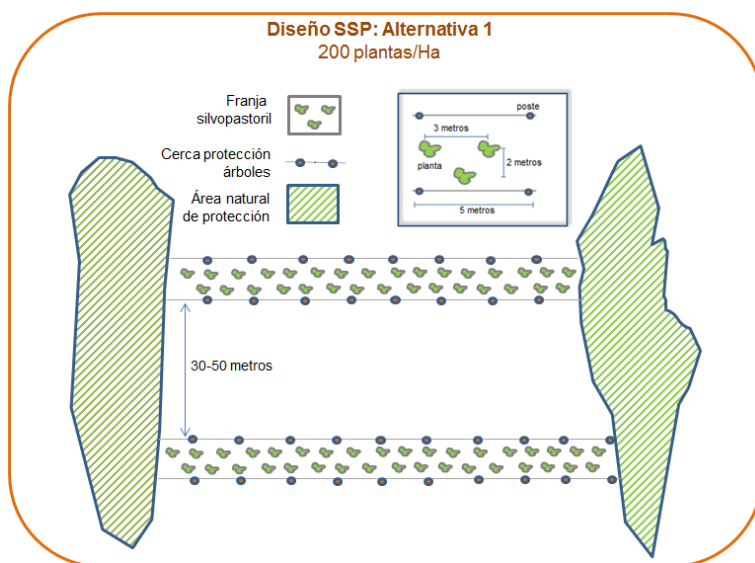 Diseño SSP: Alternativa 1
200 plantas/Ha
Franja
silvopastoril
Cerca protección
árboles
Área natural
de protección
poste
3 metros
planta
2 metros
5 metros
30-50 metros